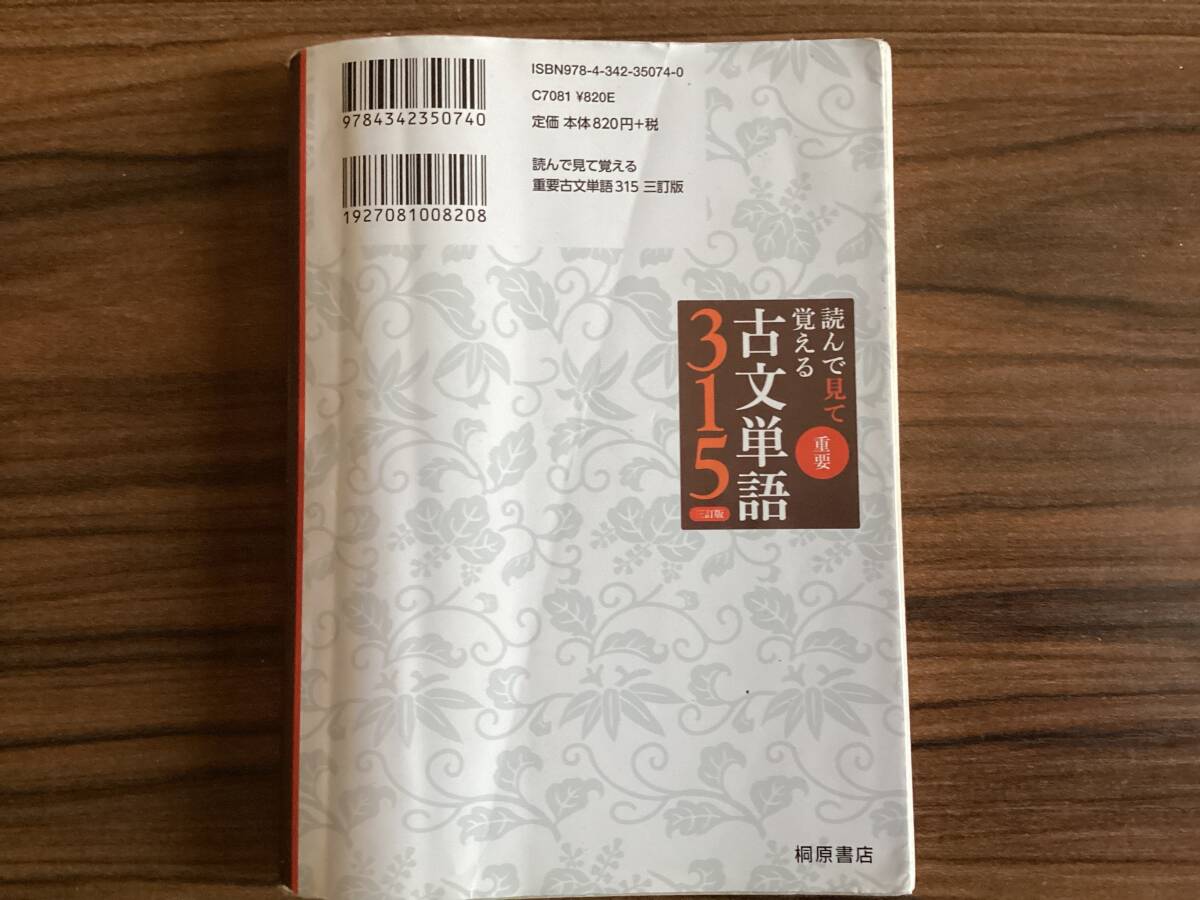 9784342350740
1927081008208
ISBN978-4-342-35074-0
C7081 ¥820E
定価 本体820円+税
読んで見て覚える
重要古文単語315 三訂版
読んで見て
覚える
重要
古文単語
315
三訂版
桐原書店